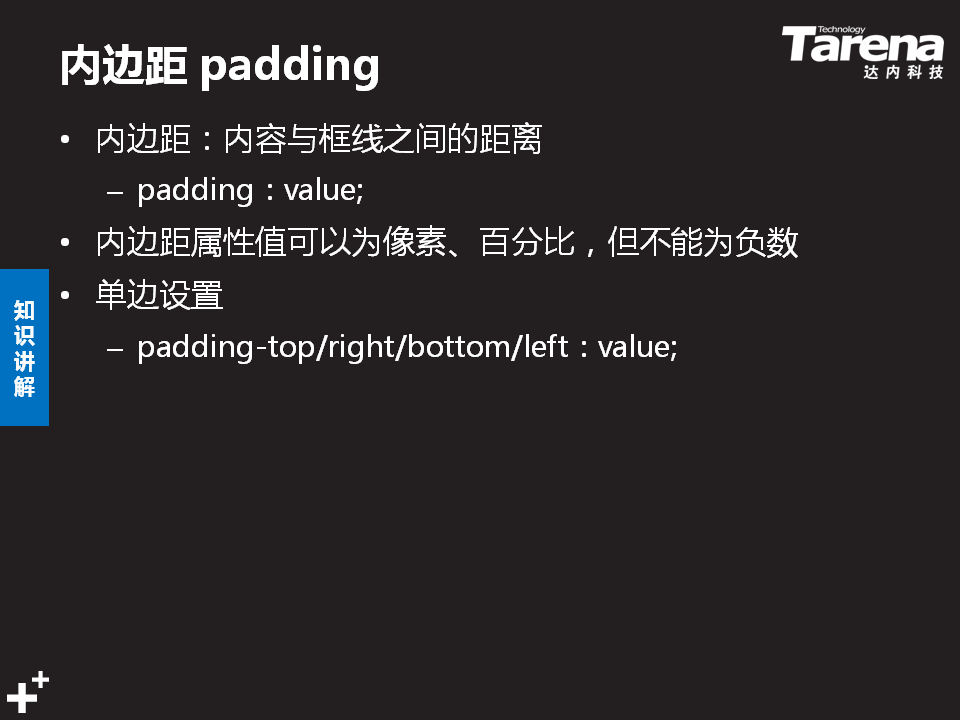 内边距 padding
Technology
Tarena
达内科技
• 内边距：内容与框线之间的距离
– padding：value;
• 内边距属性值可以为像素、百分比，但不能为负数
• 单边设置
– padding-top/right/bottom/left：value;
知识讲解